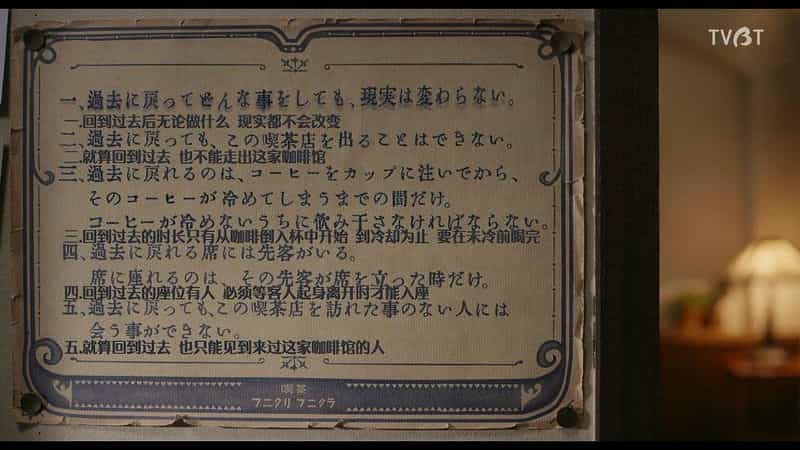 TVBT
一、過去に戻ってどんな事をしても、現実は変わらない。
一.回到过去后无论做什么 现实都不会改变
二、過去に戻っても、この喫茶店を出ることはできない。
二.就算回到过去 也不能走出这家咖啡馆
三、過去に戻れるのは、コーヒーをカップに注いでから、
そのコーヒーが冷めてしまうまでの間だけ。
コーヒーが冷めないうちに飲み干さなければならない。
三.回到过去的时长只有从咖啡倒入杯中开始 到冷却为止 要在未冷前喝完
四、過去に戻れる席には先客がいる。
席に座れるのは、その先客が席を立った時だけ。
四.回到过去的座位有人 必须等客人起身离开时才能入座
五、過去に戻っても、この喫茶店を訪れた事のない人には
会う事ができない。
五.就算回到过去 也只能见到来过这家咖啡馆的人
喫茶
フニクリ フニクラ